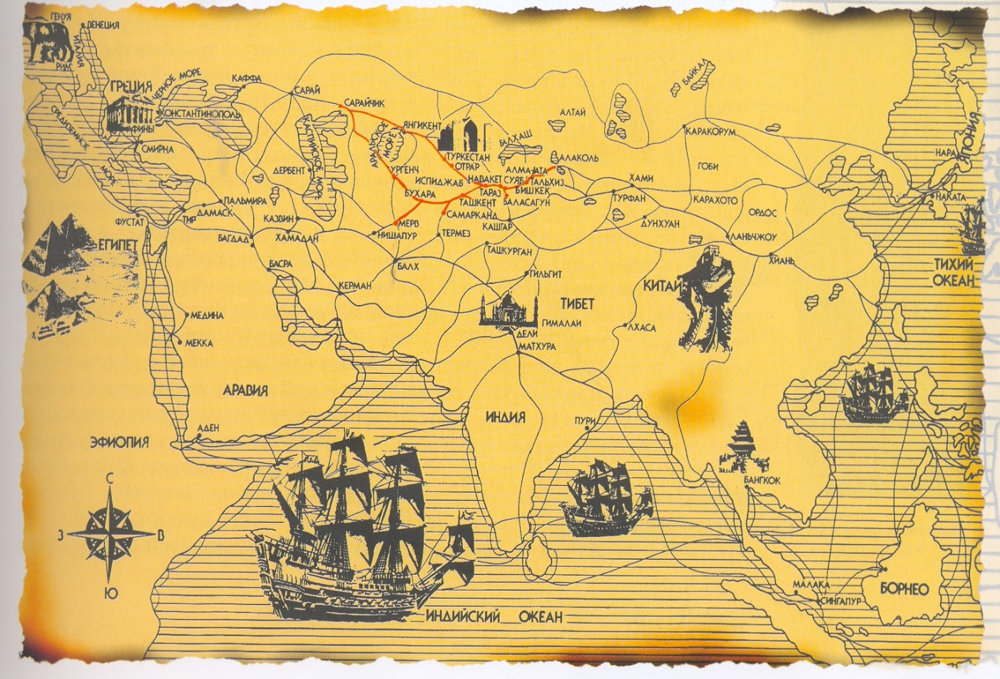 ГЕНУЯ
ВЕНЕЦИЯ
ИТАЛИЯ
РИМ
ГРЕЦИЯ
ЧЕРНОЕ МОРЕ
КАФФА
САРАЙ
САРАЙЧИК
БАЙКАЛ
КОНСТАНТИНОПОЛЬ
АФИНЫ
СРЕДИЗЕМНОЕ
МОРЕ
СМИРНА
КАСПИЙСКОЕ МОРЕ
ДЕРБЕНТ
АРАЛЬСКОЕ
МОРЕ
ЯНГИКЕНТ
ТУРКЕСТАН
ОТРАР
БАЛХАШ
АЛТАЙ
КАРАКОРУМ
ЯПОНИЯ
НАРА
АЛАКОЛЬ
УРГЕНЧ
ИСПИДЖАБ
НАВАКЕТ
СУЯБ
АЛМА-АТА
ТАЛЬХИЗ
ХАМИ
ГОБИ
БУХАРА
ТАРАЗ
БИШКЕК
ТАШКЕНТ
БАЛАСАГУН
ТУРФАН
КАРАХОТО
ОРДОС
НАКАТА
ПАЛЬМИРА
ДАМАСК
ТИР
ФУСТАТ
КАЗВИН
МЕРВ
САМАРКАНД
КАШГАР
ДУНХУАН
ЛАНЬЧЖОУ
ЕГИПЕТ
БАГДАД
ХАМАДАН
НИШАПУР
ТЕРМЕЗ
ТАШКУРГАН
ХИАНЬ
БАСРА
БАЛХ
ГИЛЬГИТ
ТИХИЙ
ОКЕАН
КЕРМАН
ТИБЕТ
КИТАЙ
МЕДИНА
ГИМАЛАИ
ЛХАСА
МЕККА
ДЕЛИ
МАТХУРА
АРАВИЯ
ИНДИЯ
ПУРИ
АДЕН
ЭФИОПИЯ
БАНГКОК
С
З
В
Ю
МАЛАКА
СИНГАПУР
БОРНЕО
ИНДИЙСКИЙ ОКЕАН